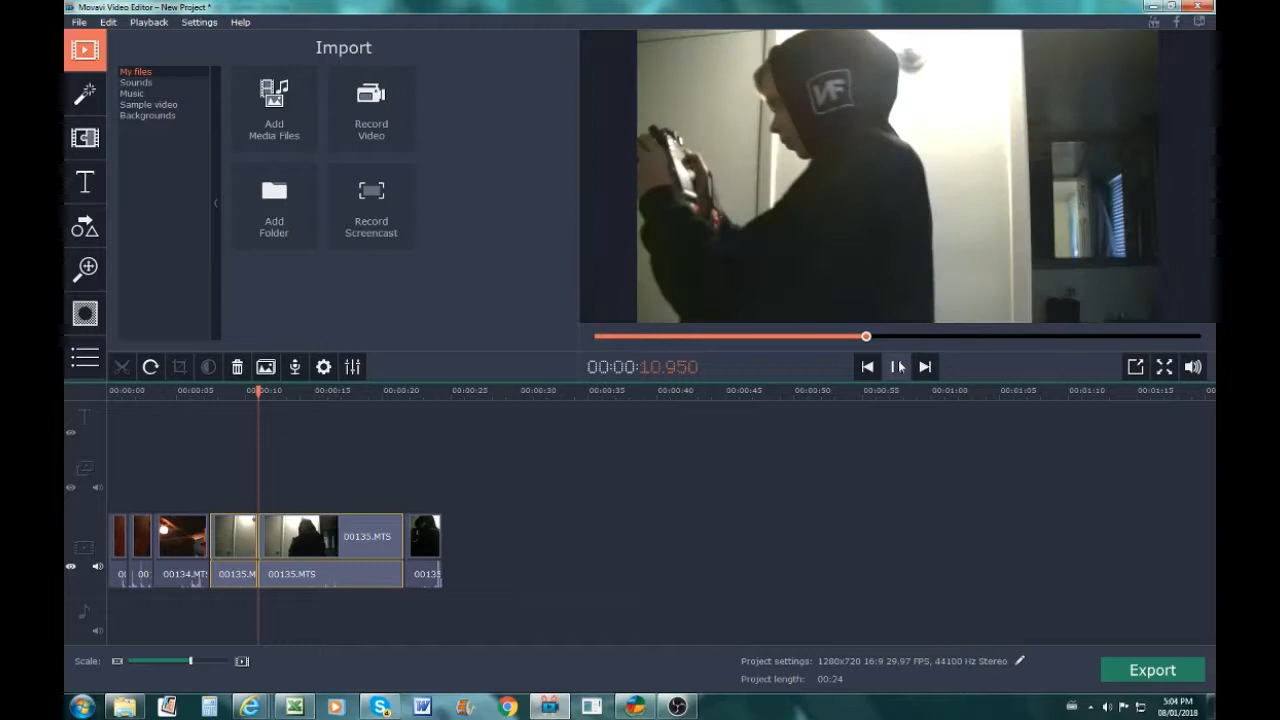 Movavi Video Editor – New Project *
File Edit Playback Settings Help
Import
My files
Sounds
Music
Sample video
Backgrounds
Add
Media Files
Record
Video
Add
Folder
Record
Screencast
NF
00:00:10.950
00:00:00 00:00:05 00:00:10 00:00:15 00:00:20 00:00:30 00:00:35 00:00:40 00:00:45 00:00:50 00:00:55 00:01:00 00:01:05 00:01:10 00:01:15
00135.MTS
00134.MTS 00135.M 00135.MTS 00135
Scale:
Project settings: 1280x720 16:9 29.97 FPS, 44100 Hz Stereo
Project length: 00:24
Export
5:04 PM
08/01/2018